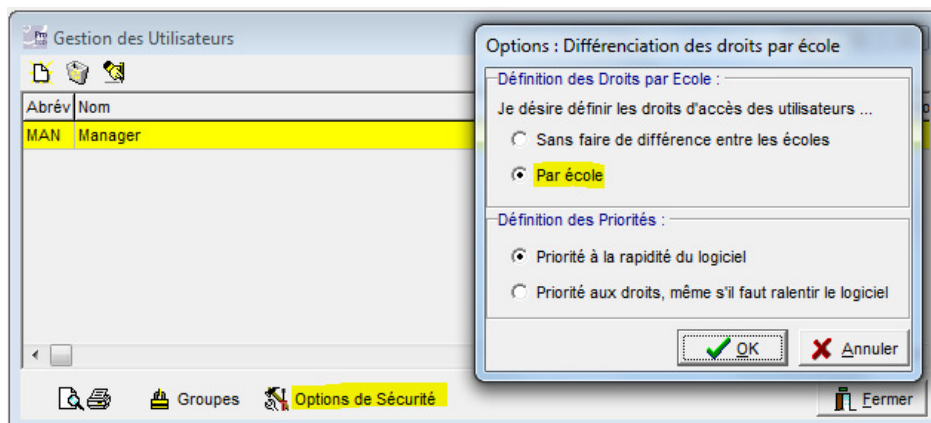 Gestion des Utilisateurs
Abrév Nom
MAN Manager
Groupes
Options de Sécurité
Fermer
Options : Différenciation des droits par école
Définition des Droits par Ecole :
Je désire définir les droits d'accès des utilisateurs ...
Sans faire de différence entre les écoles
Par école
Définition des Priorités :
Priorité à la rapidité du logiciel
Priorité aux droits, même s'il faut ralentir le logiciel
OK
Annuler